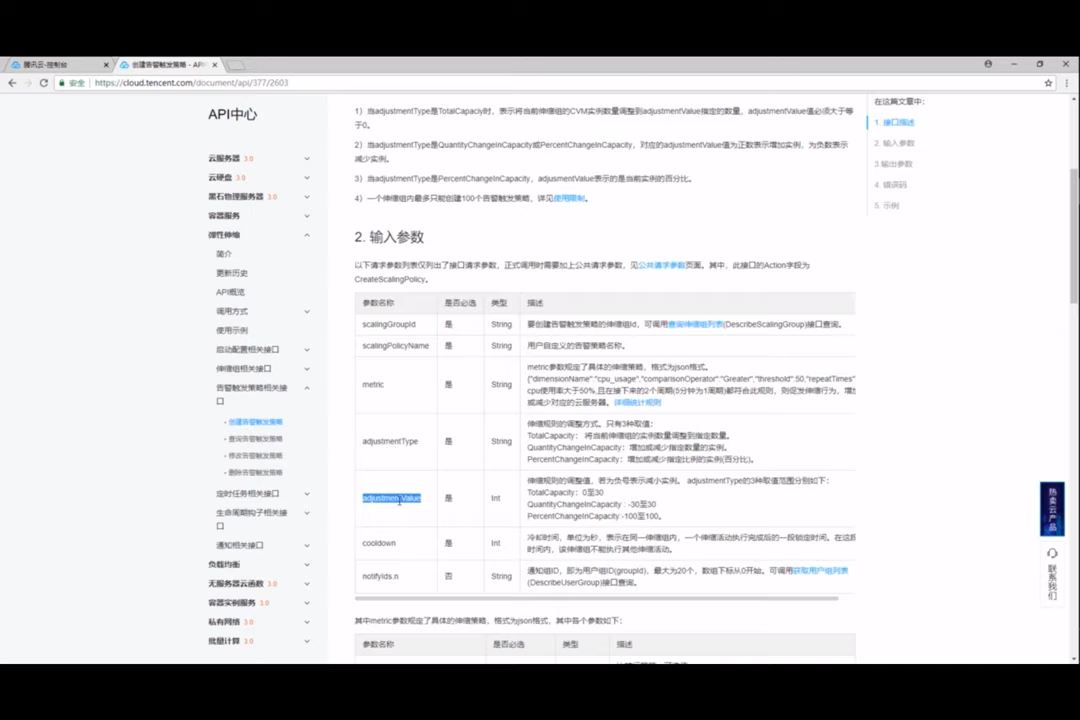 腾讯云-控制台
创建告警触发策略 - API
安全
https://cloud.tencent.com/document/api/377/2603
API中心
云服务器 3.0
云硬盘 3.0
黑石物理服务器 3.0
容器服务
弹性伸缩
简介
更新历史
API概览
调用方式
使用示例
启动配置相关接口
伸缩组相关接口
告警触发策略相关接
口
· 创建告警触发策略
· 查询告警触发策略
· 修改告警触发策略
· 删除告警触发策略
定时任务相关接口
生命周期钩子相关接
口
通知相关接口
负载均衡
无服务器云函数 3.0
容器实例服务 3.0
私有网络 3.0
批量计算 3.0
1）当adjustmentType是TotalCapacity时，表示将当前伸缩组的CVM实例数量调整到adjustmentValue指定的数量，adjustmentValue值必须大于等
于0。
2）当adjustmentType是QuantityChangeInCapacity或PercentChangeInCapacity，对应的adjustmentValue值为正数表示增加实例，为负数表示
减少实例。
3）当adjustmentType是PercentChangeInCapacity，adjusmentValue表示的是当前实例的百分比。
4）一个伸缩组内最多只能创建100个告警触发策略，详见使用限制。
2. 输入参数
以下请求参数列表仅列出了接口请求参数，正式调用时需要加上公共请求参数，见公共请求参数页面。其中，此接口的Action字段为
CreateScalingPolicy。
参数名称 是否必选 类型 描述
scalingGroupId 是 String 要创建告警触发策略的伸缩组Id，可调用查询伸缩组列表(DescribeScalingGroup)接口查询。
scalingPolicyName 是 String 用户自定义的告警策略名称。
metric 是 String metric参数规定了具体的伸缩策略，格式为json格式。
{"dimensionName":"cpu_usage","comparisonOperator":"Greater","threshold":50,"repeatTimes"
cpu使用率大于50%,且在接下来的2个周期(5分钟为1周期)都符合此规则，则促发伸缩行为，增加
或减少对应的云服务器。详细统计规则
adjustmentType 是 String 伸缩规则的调整方式。只有3种取值：
TotalCapacity： 将当前伸缩组的实例数量调整到指定数量。
QuantityChangeInCapacity：增加或减少指定数量的实例。
PercentChangeInCapacity：增加或减少指定比例的实例(百分比)。
adjustmentValue 是 Int 伸缩规则的调整值，若为负号表示减小实例。 adjustmentType的3种取值范围分别如下：
TotalCapacity：0至30
QuantityChangeInCapacity：-30至30
PercentChangeInCapacity:-100至100。
cooldown 是 Int 冷却时间，单位为秒，表示在同一伸缩组内，一个伸缩活动执行完成后的一段锁定时间。在这段
时间内，该伸缩组不能执行其他伸缩活动。
notifyIds.n 否 String 通知组ID，即为用户组ID(groupId)，最大为20个，数组下标从0开始。可调用获取用户组列表
(DescribeUserGroup)接口查询。
其中metric参数规定了具体的伸缩策略，格式为json格式，其中各个参数如下：
参数名称 是否必选 类型 描述
在这篇文章中：
1. 接口描述
2. 输入参数
3.输出参数
4. 错误码
5. 示例
热卖云产品
联系我们